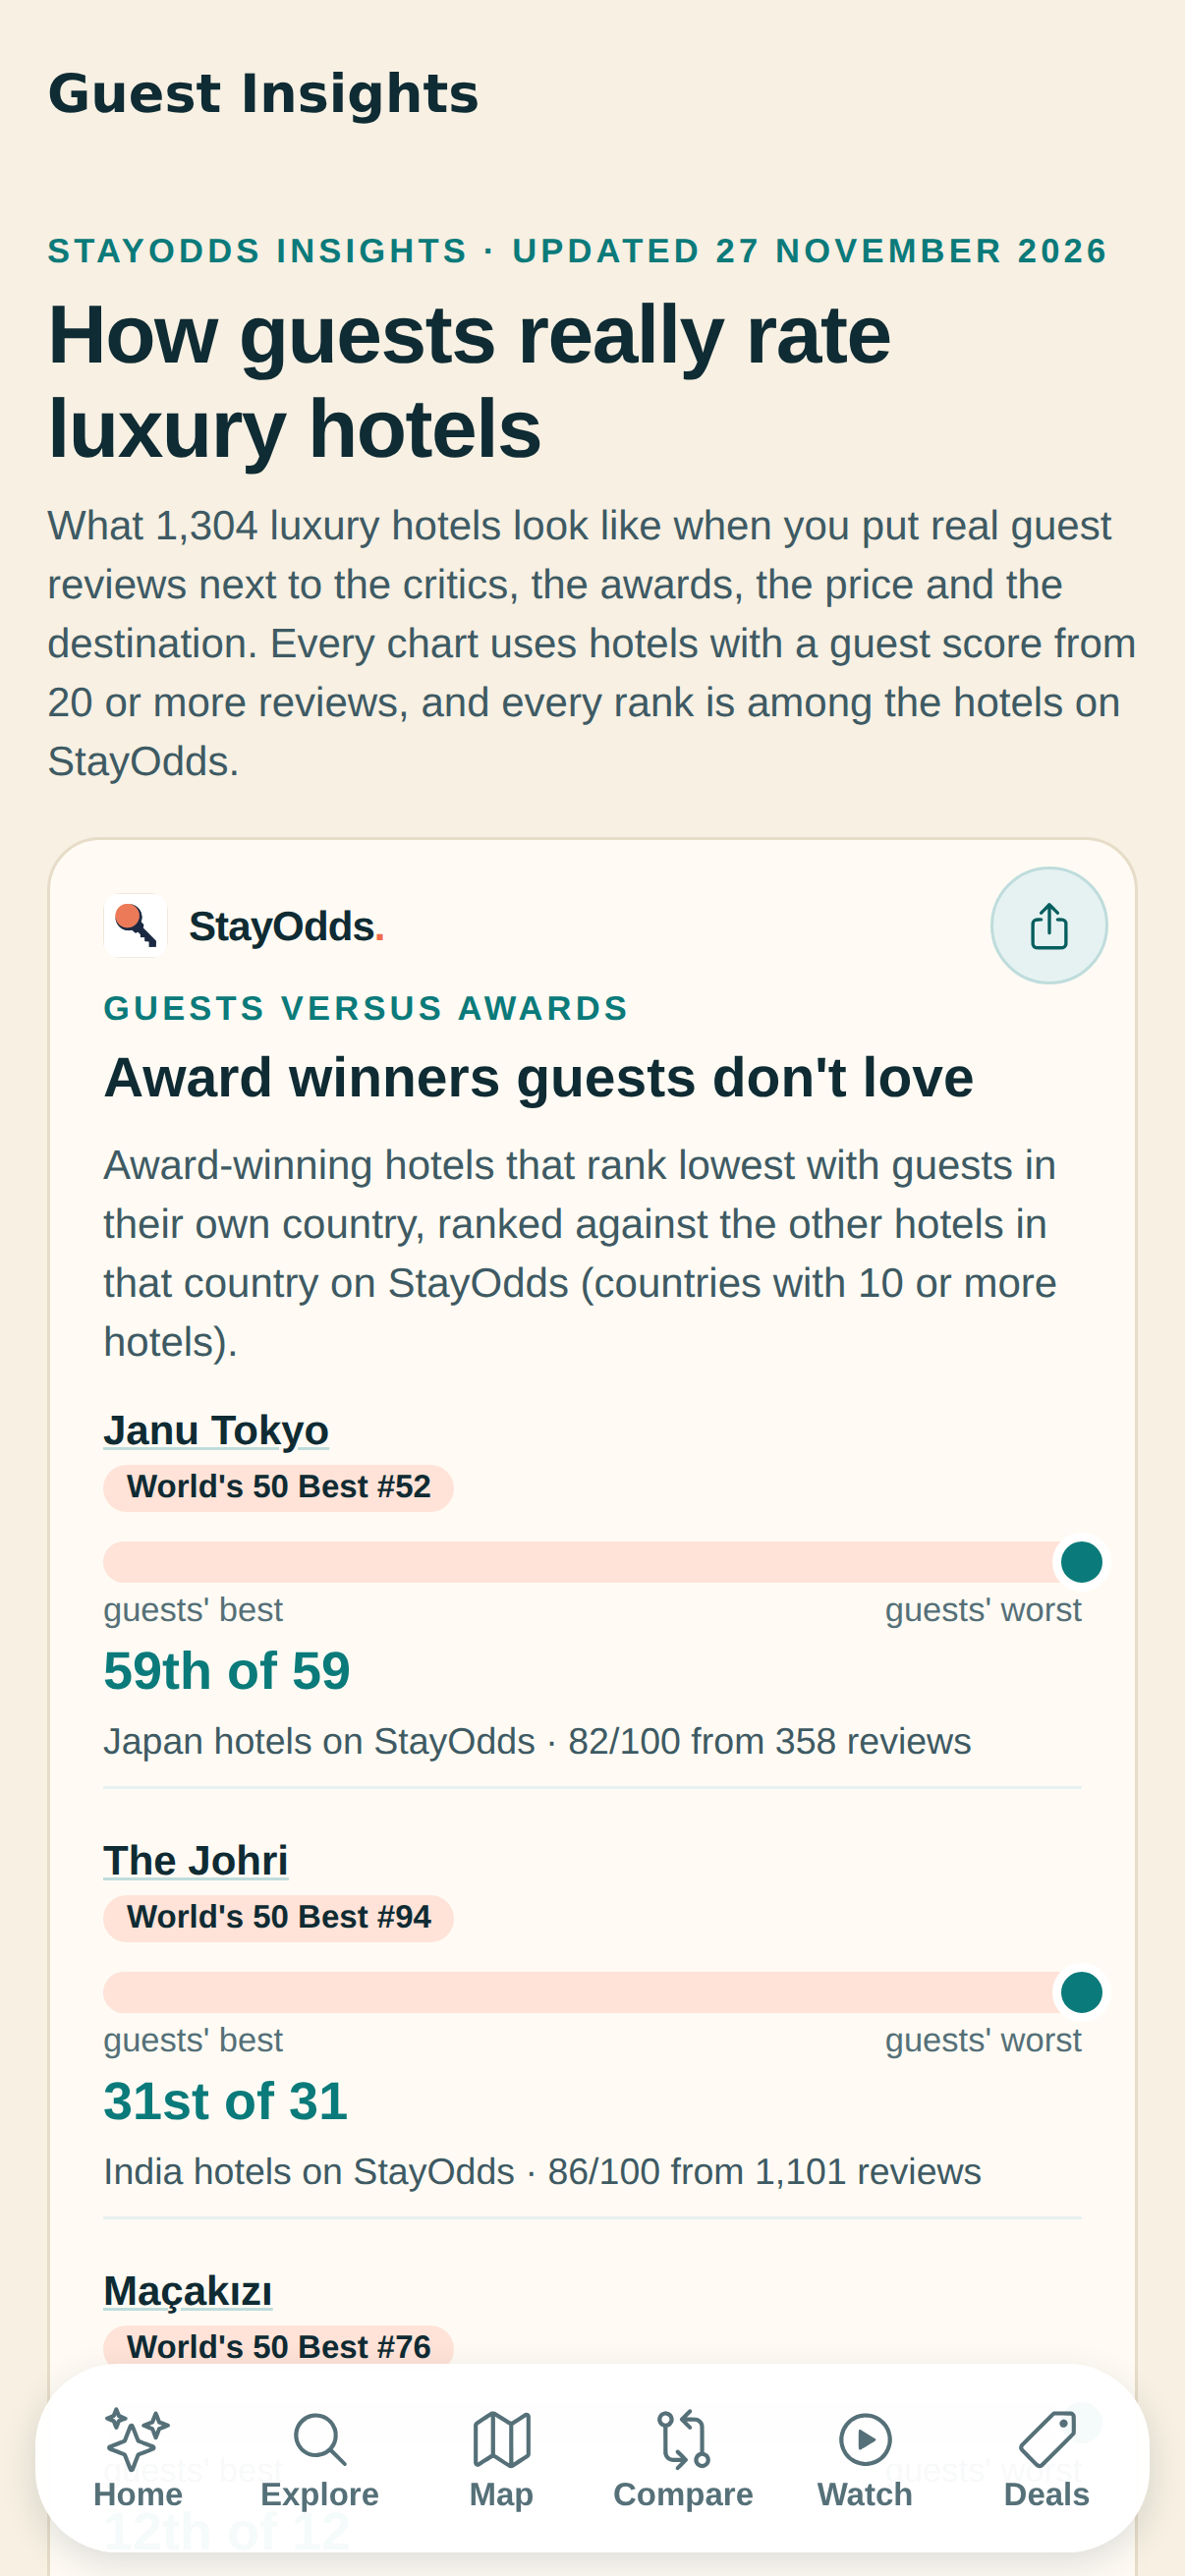 Guest Insights
STAYODDS INSIGHTS · UPDATED 27 NOVEMBER 2026
How guests really rate
luxury hotels
What 1,304 luxury hotels look like when you put real guest
reviews next to the critics, the awards, the price and the
destination. Every chart uses hotels with a guest score from
20 or more reviews, and every rank is among the hotels on
StayOdds.
StayOdds.
GUESTS VERSUS AWARDS
Award winners guests don't love
Award-winning hotels that rank lowest with guests in
their own country, ranked against the other hotels in
that country on StayOdds (countries with 10 or more
hotels).
Janu Tokyo
World's 50 Best #52
guests' best guests' worst
59th of 59
Japan hotels on StayOdds · 82/100 from 358 reviews
The Johri
World's 50 Best #94
guests' best guests' worst
31st of 31
India hotels on StayOdds · 86/100 from 1,101 reviews
Maçakızı
World's 50 Best #76
guests' best guests' worst
Home Explore Map Compare Watch Deals
12th of 12